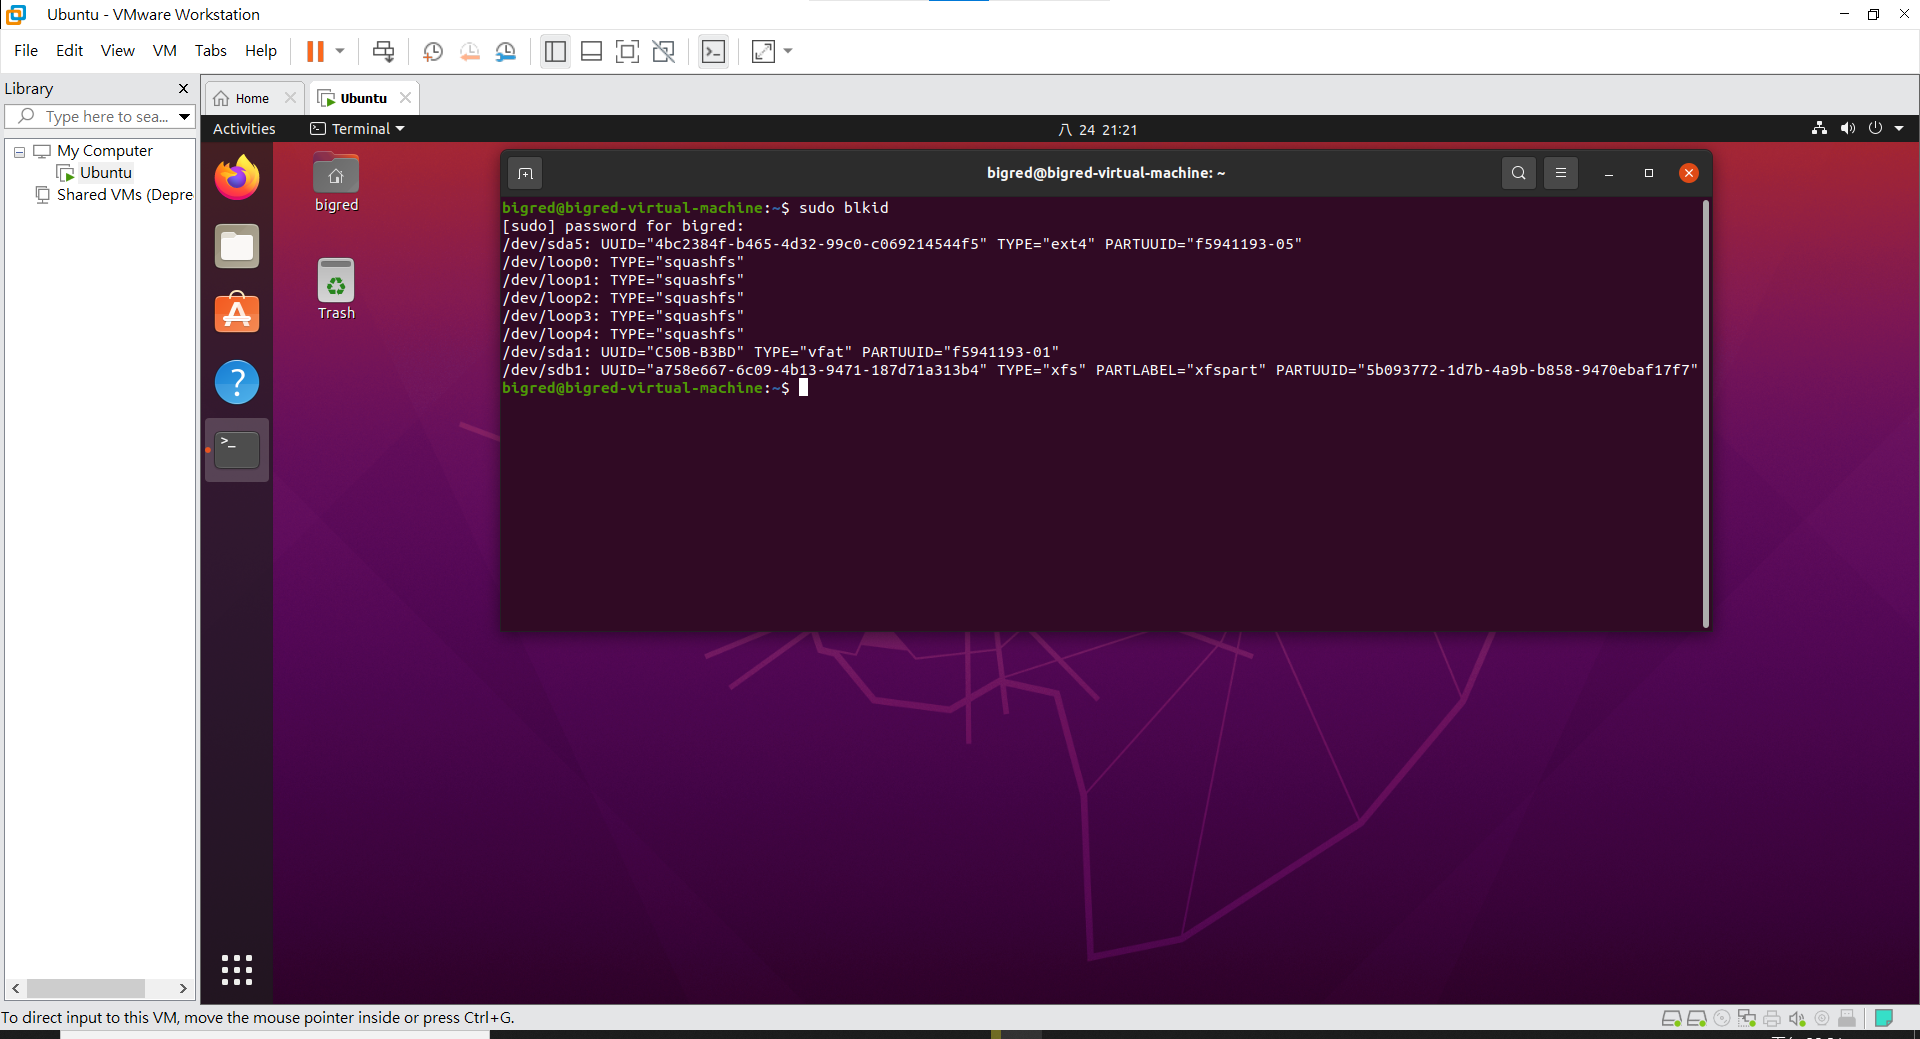 Ubuntu - VMware Workstation
File Edit View VM Tabs Help
Library
Type here to sea...
My Computer
Ubuntu
Shared VMs (Depre
Home
Ubuntu
Activities
Terminal
八 24 21:21
bigred
Trash
bigred@bigred-virtual-machine: ~
bigred@bigred-virtual-machine:~$ sudo blkid
[sudo] password for bigred:
/dev/sda5: UUID="4bc2384f-b465-4d32-99c0-c069214544f5" TYPE="ext4" PARTUUID="f5941193-05"
/dev/loop0: TYPE="squashfs"
/dev/loop1: TYPE="squashfs"
/dev/loop2: TYPE="squashfs"
/dev/loop3: TYPE="squashfs"
/dev/loop4: TYPE="squashfs"
/dev/sda1: UUID="C50B-B3BD" TYPE="vfat" PARTUUID="f5941193-01"
/dev/sdb1: UUID="a758e667-6c09-4b13-9471-187d71a313b4" TYPE="xfs" PARTLABEL="xfspart" PARTUUID="5b093772-1d7b-4a9b-b858-9470ebaf17f7"
bigred@bigred-virtual-machine:~$
To direct input to this VM, move the mouse pointer inside or press Ctrl+G.